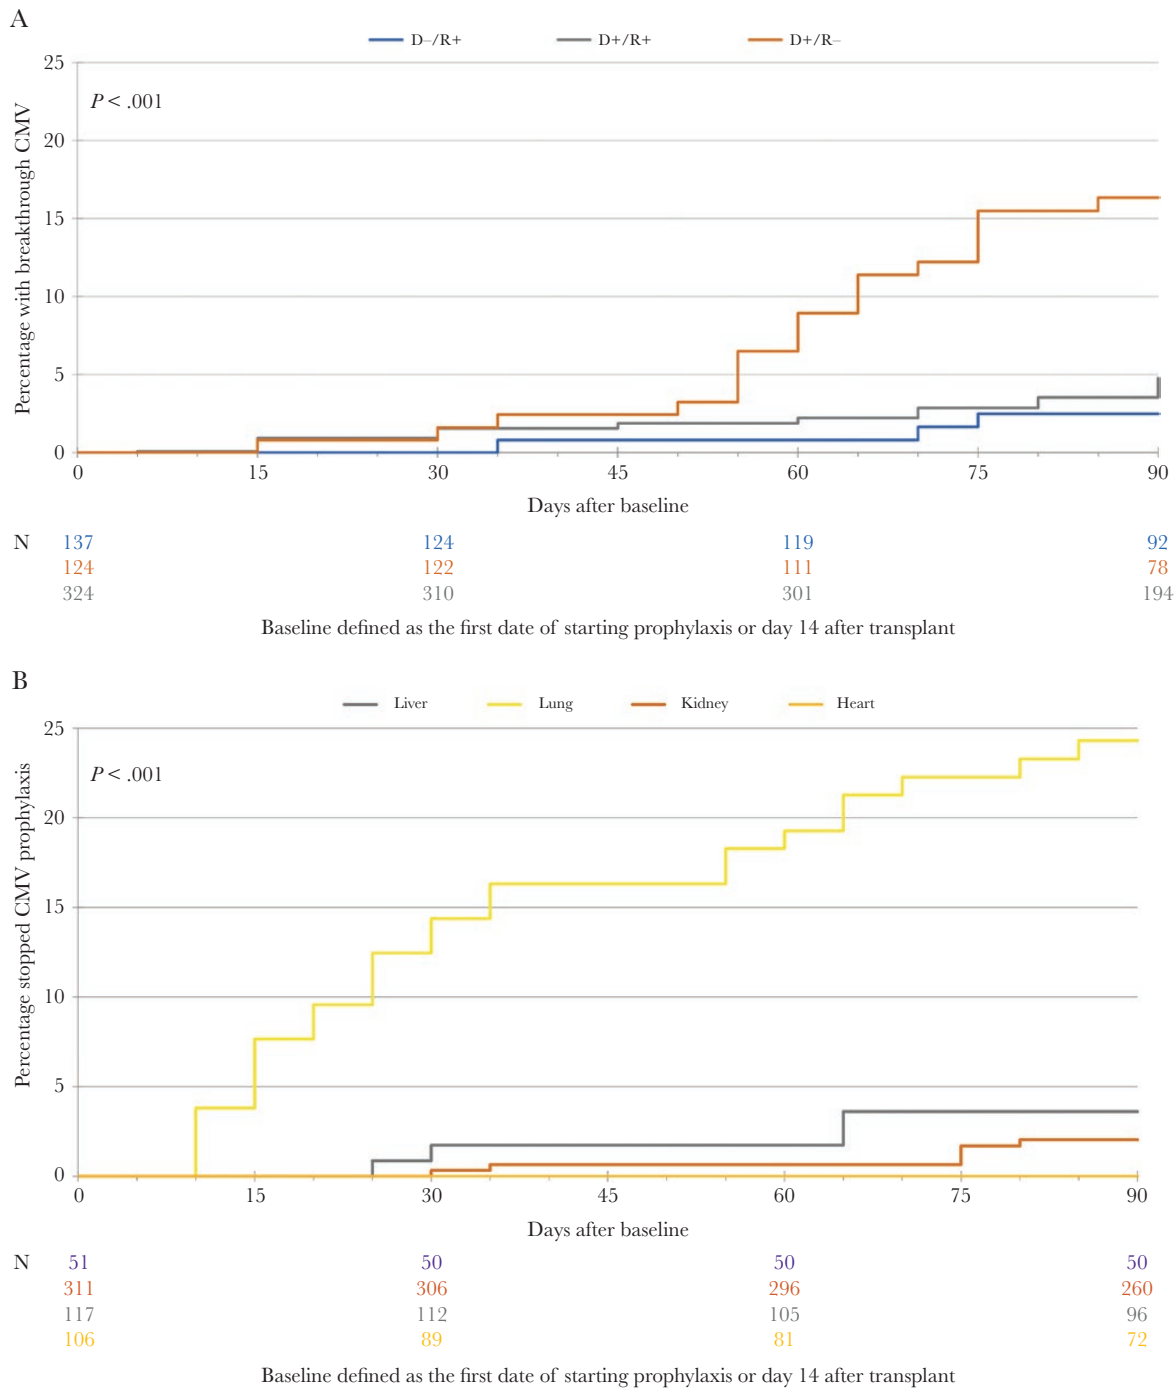 A
D–/R+ D+/R+ D+/R–
25
P < .001
20
15
10
5
0
Percentage with breakthrough CMV
0 15 30 45 60 75 90
Days after baseline
N 137 124 119 92
124 122 111 78
324 310 301 194
Baseline defined as the first date of starting prophylaxis or day 14 after transplant
B
Liver Lung Kidney Heart
25
P < .001
20
15
10
5
0
Percentage stopped CMV prophylaxis
0 15 30 45 60 75 90
Days after baseline
N 51 50 50 50
311 306 296 260
117 112 105 96
106 89 81 72
Baseline defined as the first date of starting prophylaxis or day 14 after transplant